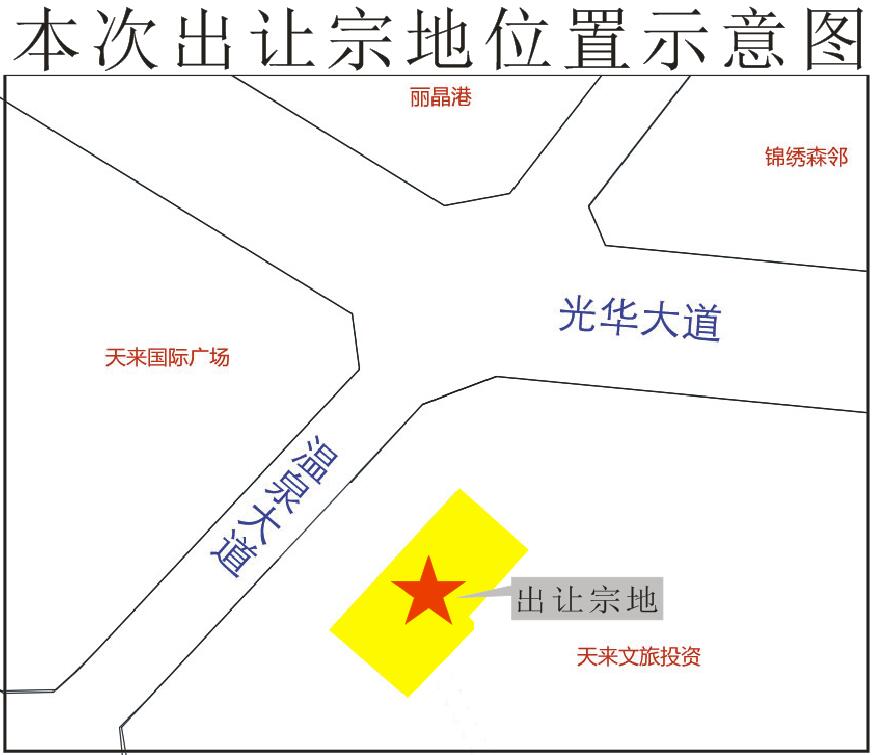 本次出让宗地位置示意图
丽晶港
锦绣森邻
光华大道
天来国际广场
温泉大道
出让宗地
天来文旅投资